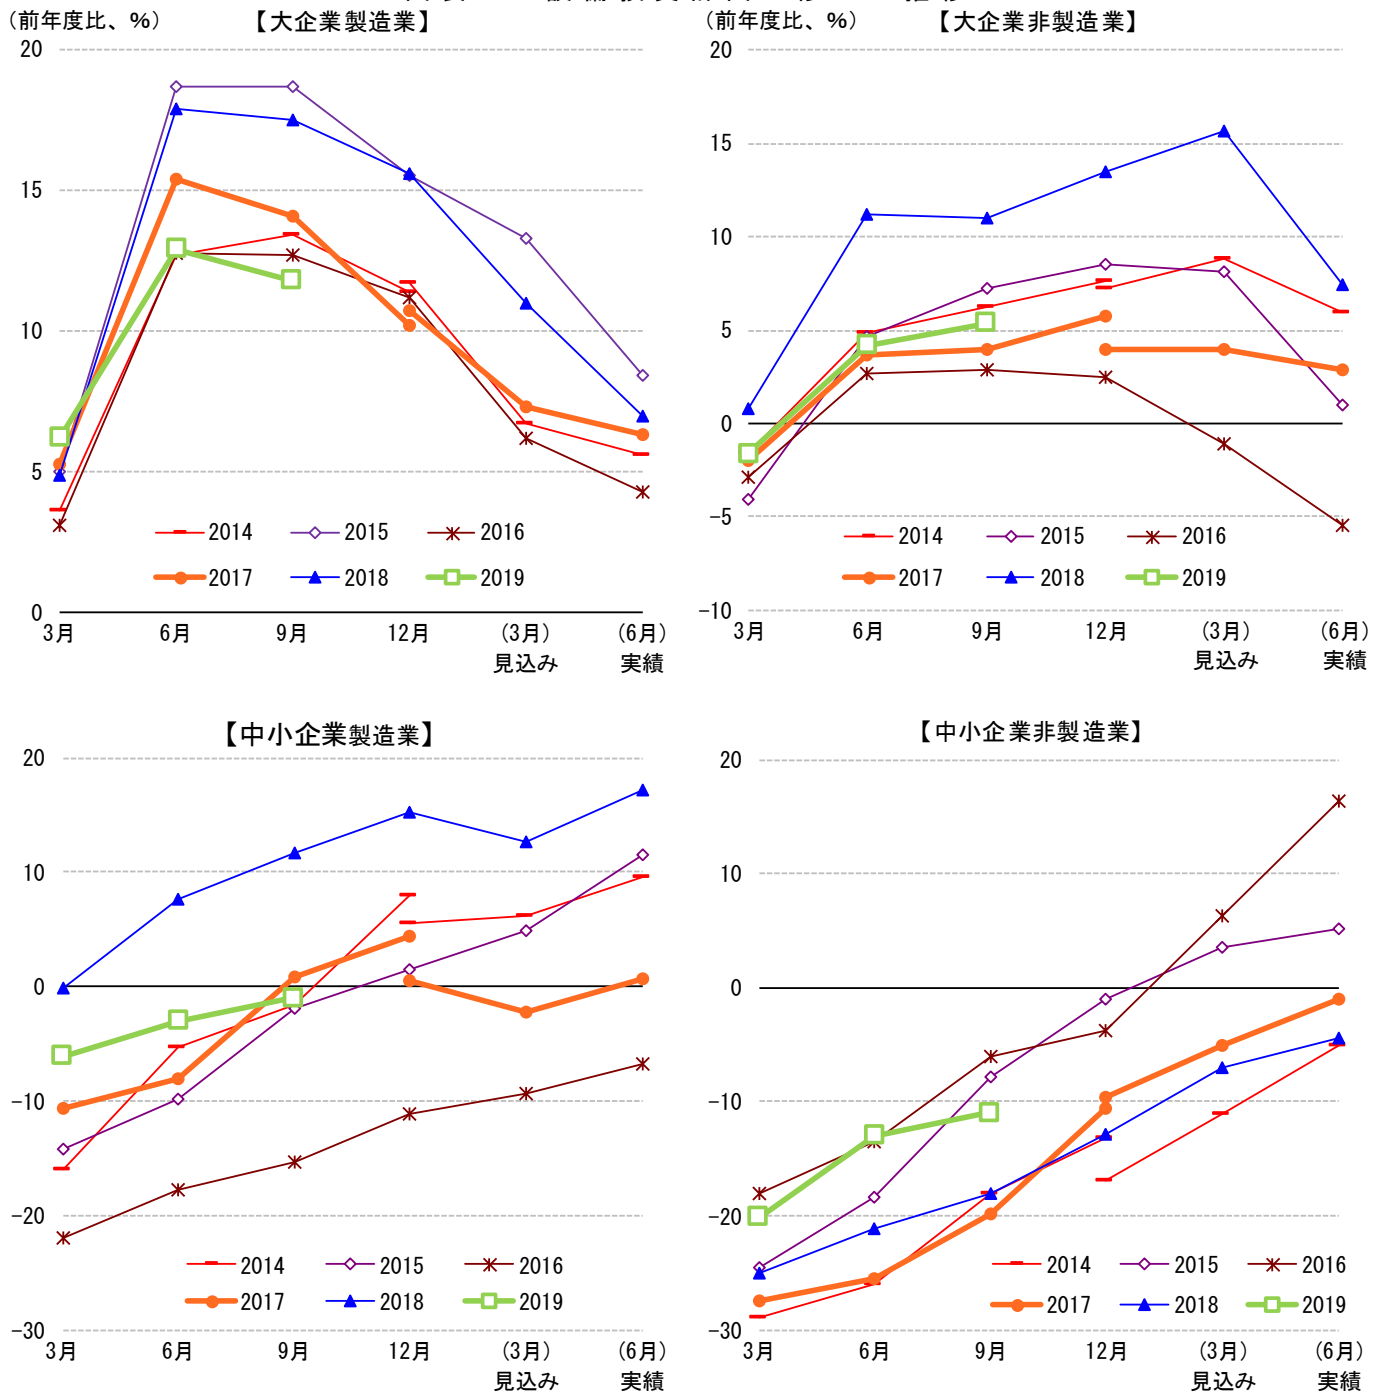 （前年度比、%）
【大企業製造業】
20
15
10
5
0
2014 2015 2016
2017 2018 2019
3月 6月 9月 12月 （3月） （6月）
見込み 実績
（前年度比、%）
【大企業非製造業】
20
15
10
5
0
−5
−10
2014 2015 2016
2017 2018 2019
3月 6月 9月 12月 （3月） （6月）
見込み 実績
【中小企業製造業】
20
10
0
−10
−20
−30
2014 2015 2016
2017 2018 2019
3月 6月 9月 12月 （3月） （6月）
見込み 実績
【中小企業非製造業】
20
10
0
−10
−20
−30
2014 2015 2016
2017 2018 2019
3月 6月 9月 12月 （3月） （6月）
見込み 実績